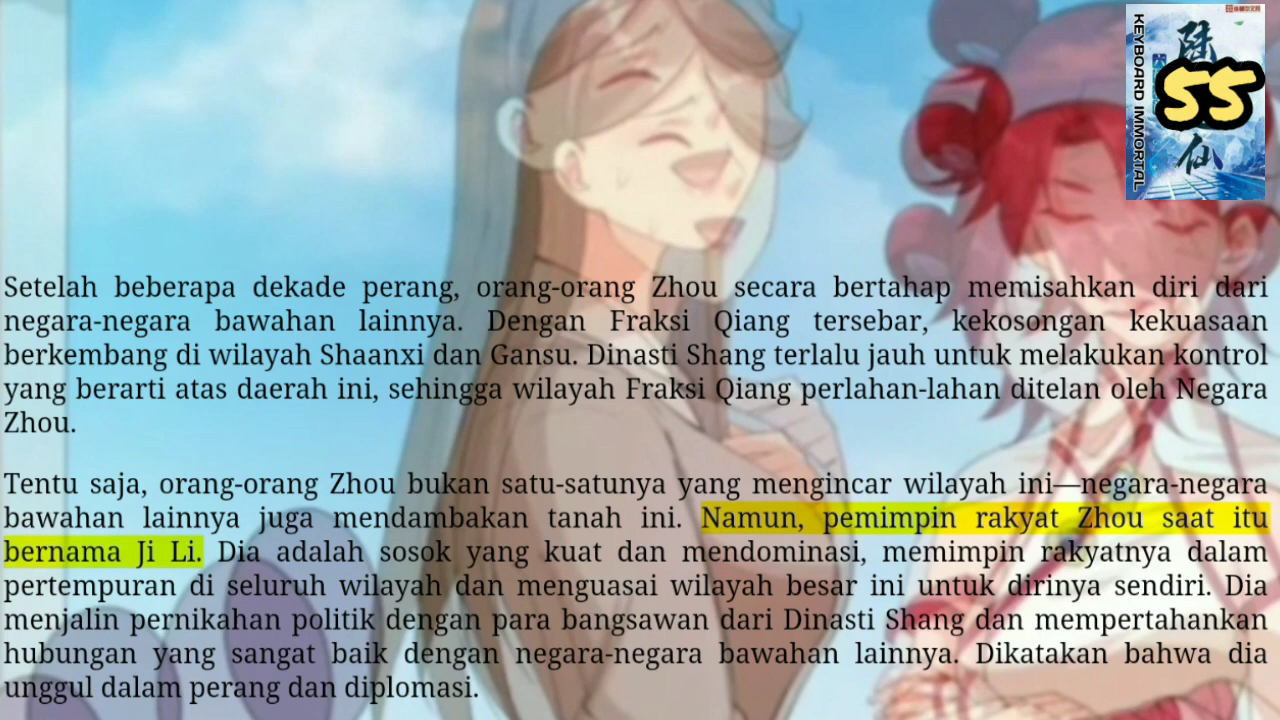 陆
KEYBOARD IMMORTAL
55
仙
Setelah beberapa dekade perang, orang-orang Zhou secara bertahap memisahkan diri dari
negara-negara bawahan lainnya. Dengan Fraksi Qiang tersebar, kekosongan kekuasaan
berkembang di wilayah Shaanxi dan Gansu. Dinasti Shang terlalu jauh untuk melakukan kontrol
yang berarti atas daerah ini, sehingga wilayah Fraksi Qiang perlahan-lahan ditelan oleh Negara
Zhou.
Tentu saja, orang-orang Zhou bukan satu-satunya yang mengincar wilayah ini—negara-negara
bawahan lainnya juga mendambakan tanah ini. Namun, pemimpin rakyat Zhou saat itu
bernama Ji Li. Dia adalah sosok yang kuat dan mendominasi, memimpin rakyatnya dalam
pertempuran di seluruh wilayah dan menguasai wilayah besar ini untuk dirinya sendiri. Dia
menjalin pernikahan politik dengan para bangsawan dari Dinasti Shang dan mempertahankan
hubungan yang sangat baik dengan negara-negara bawahan lainnya. Dikatakan bahwa dia
unggul dalam perang dan diplomasi.